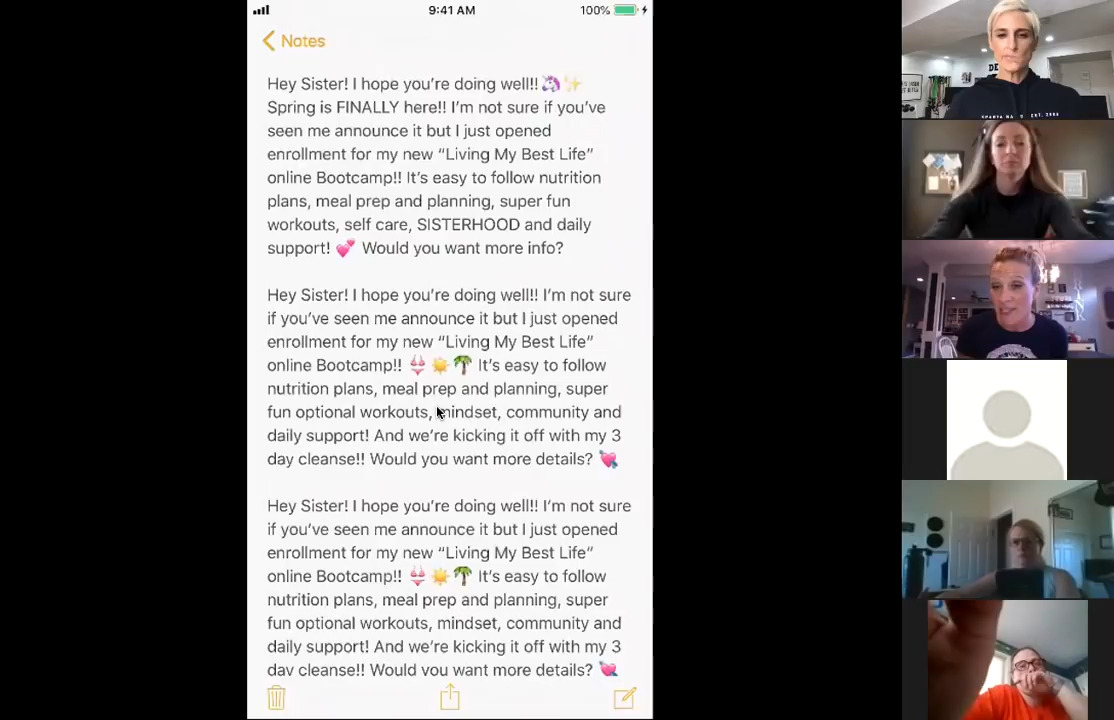 9:41 AM
100%
Notes
Hey Sister! I hope you’re doing well!!🦄✨
Spring is FINALLY here!! I’m not sure if you’ve
seen me announce it but I just opened
enrollment for my new “Living My Best Life”
online Bootcamp!! It’s easy to follow nutrition
plans, meal prep and planning, super fun
workouts, self care, SISTERHOOD and daily
support! 💕 Would you want more info?
Hey Sister! I hope you’re doing well!! I’m not sure
if you’ve seen me announce it but I just opened
enrollment for my new “Living My Best Life”
online Bootcamp!! 👙☀️🌴 It’s easy to follow
nutrition plans, meal prep and planning, super
fun optional workouts, mindset, community and
daily support! And we’re kicking it off with my 3
day cleanse!! Would you want more details? 💘
Hey Sister! I hope you’re doing well!! I’m not sure
if you’ve seen me announce it but I just opened
enrollment for my new “Living My Best Life”
online Bootcamp!! 👙☀️🌴 It’s easy to follow
nutrition plans, meal prep and planning, super
fun optional workouts, mindset, community and
daily support! And we’re kicking it off with my 3
day cleanse!! Would you want more details? 💘